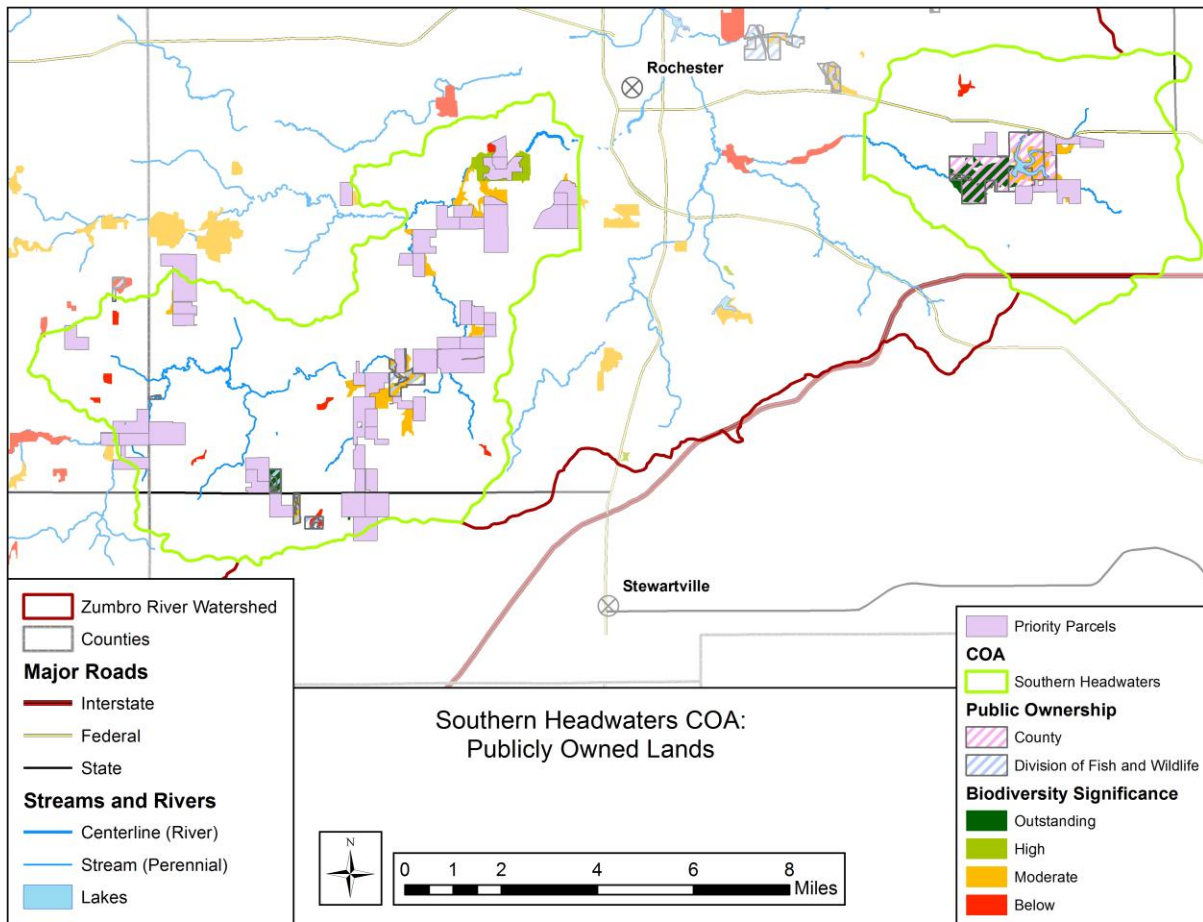 Rochester
Stewartville
Zumbro River Watershed
Counties
Major Roads
Interstate
Federal
State
Streams and Rivers
Centerline (River)
Stream (Perennial)
Lakes
Southern Headwaters COA:
Publicly Owned Lands
N
0 1 2 4 6 8
Miles
Priority Parcels
COA
Southern Headwaters
Public Ownership
County
Division of Fish and Wildlife
Biodiversity Significance
Outstanding
High
Moderate
Below